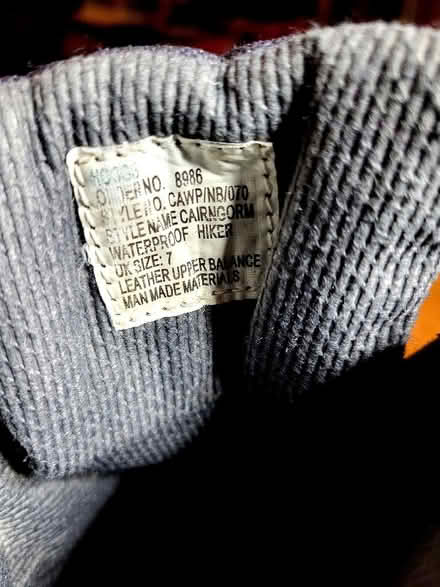 HOGGS
ORDER NO. 8986
STYLE NO. CAWP/NB/070
STYLE NAME CAIRNGORM
WATERPROOF HIKER
UK SIZE: 7
LEATHER UPPER BALANCE
MAN MADE MATERIALS